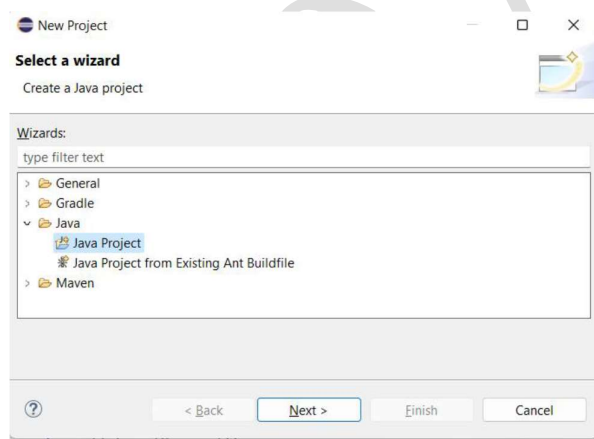 New Project
Select a wizard
Create a Java project
Wizards:
type filter text
General
Gradle
Java
Java Project
Java Project from Existing Ant Buildfile
Maven
? < Back Next > Finish Cancel